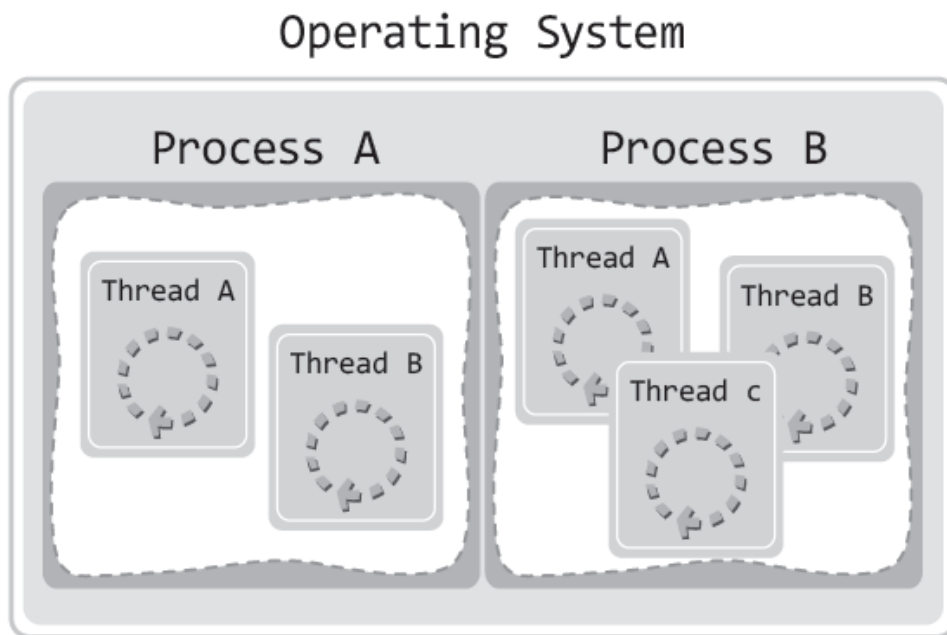 Operating System
Process A
Process B
Thread A
Thread B
Thread A
Thread B
Thread c